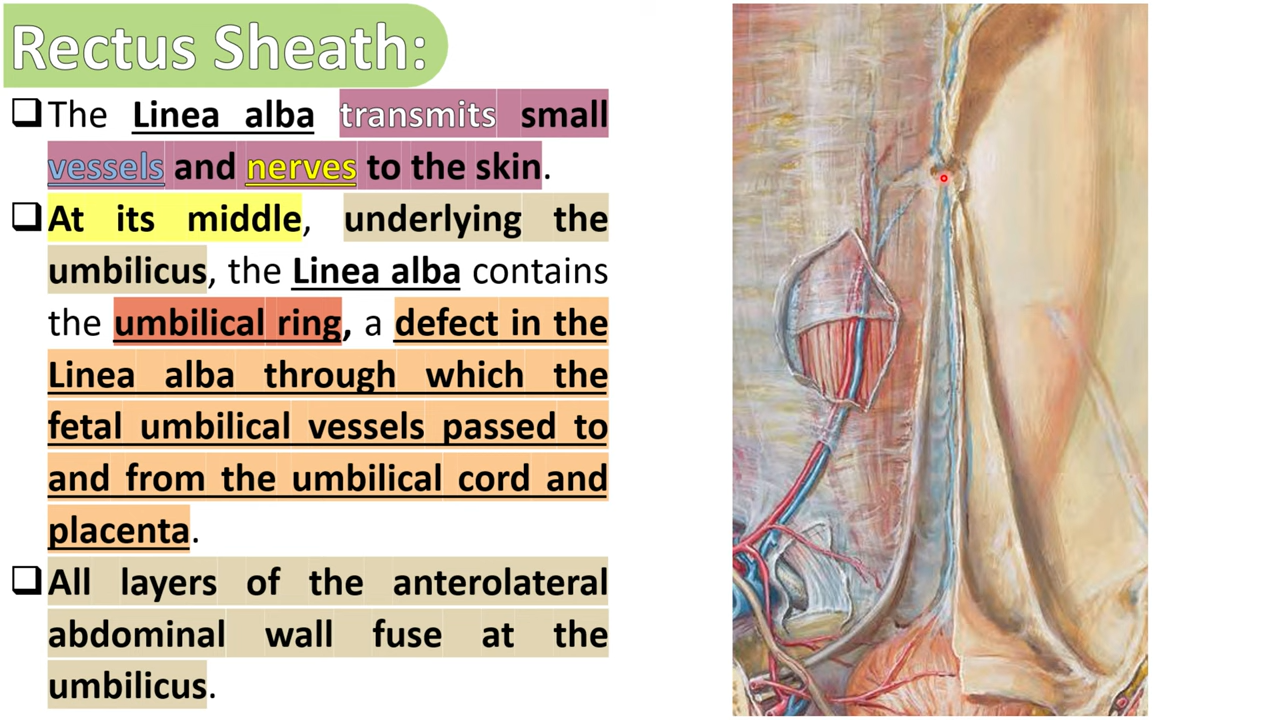 Rectus Sheath:
❑The Linea alba transmits small
vessels and nerves to the skin.
❑At its middle, underlying the
umbilicus, the Linea alba contains
the umbilical ring, a defect in the
Linea alba through which the
fetal umbilical vessels passed to
and from the umbilical cord and
placenta.
❑All layers of the anterolateral
abdominal wall fuse at the
umbilicus.